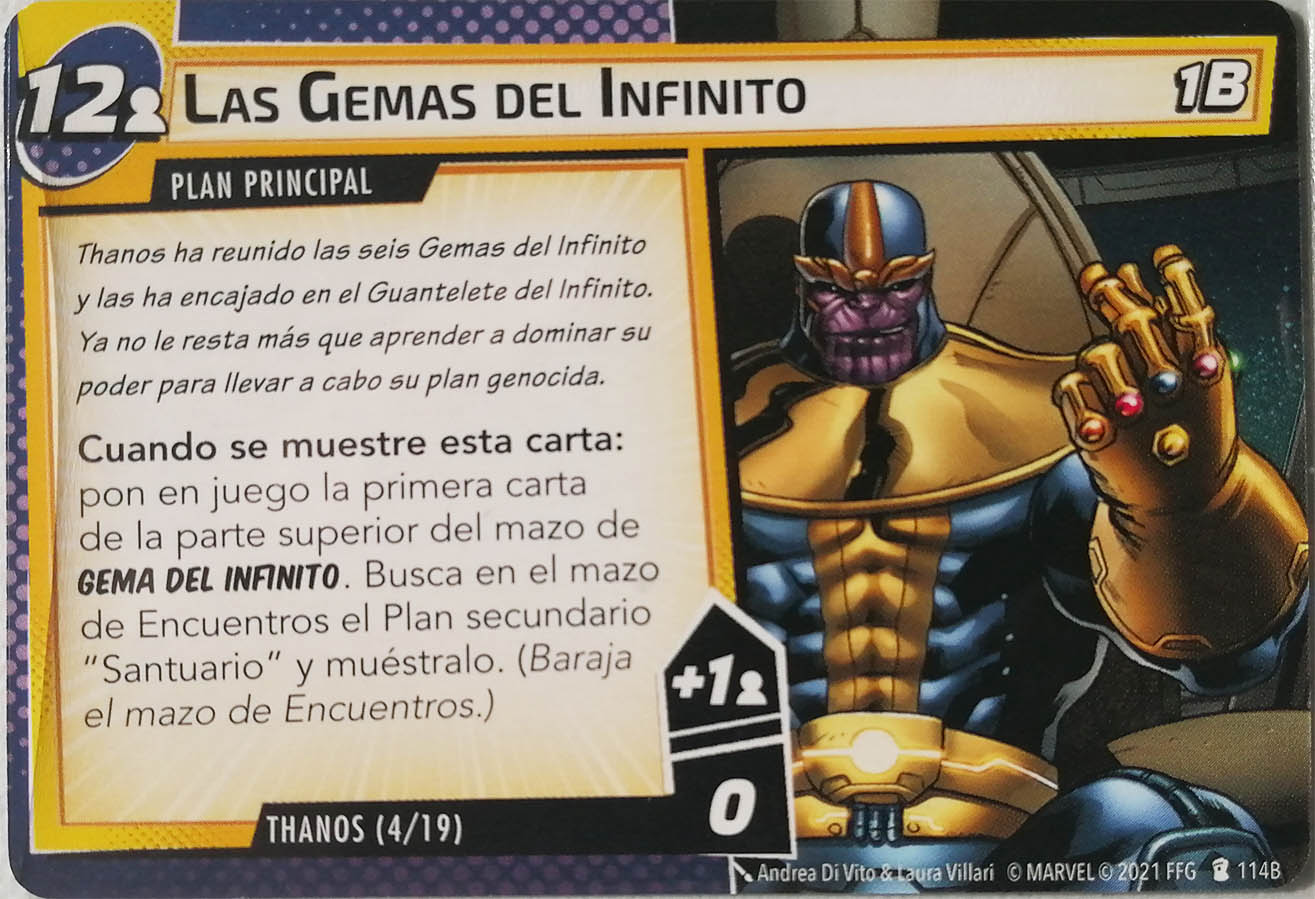 12
LAS GEMAS DEL INFINITO
1B
PLAN PRINCIPAL
Thanos ha reunido las seis Gemas del Infinito
y las ha encajado en el Guantelete del Infinito.
Ya no le resta más que aprender a dominar su
poder para llevar a cabo su plan genocida.
Cuando se muestre esta carta:
pon en juego la primera carta
de la parte superior del mazo de
GEMA DEL INFINITO. Busca en el mazo
de Encuentros el Plan secundario
"Santuario" y muéstralo. (Baraja
el mazo de Encuentros.)
+1
0
THANOS (4/19)
Andrea Di Vito & Laura Villari © MARVEL © 2021 FFG 114B